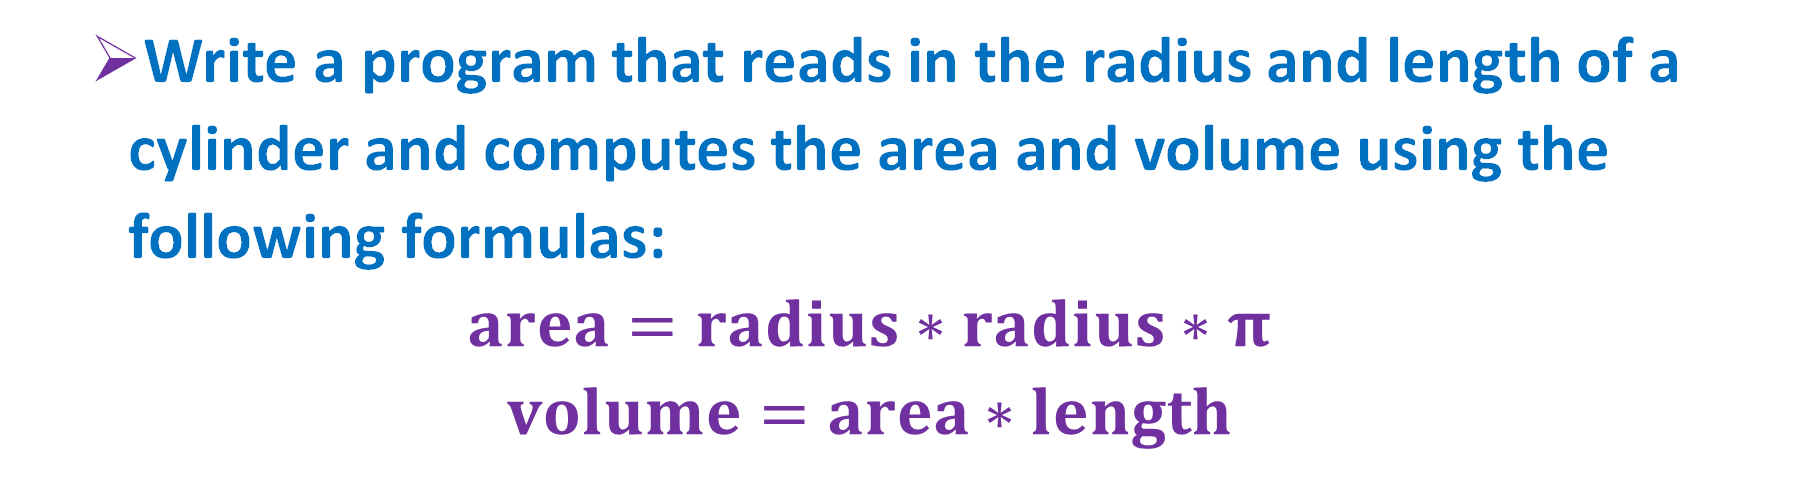 ➢Write a program that reads in the radius and length of a
cylinder and computes the area and volume using the
following formulas:
area = radius ∗ radius ∗ π
volume = area ∗ length